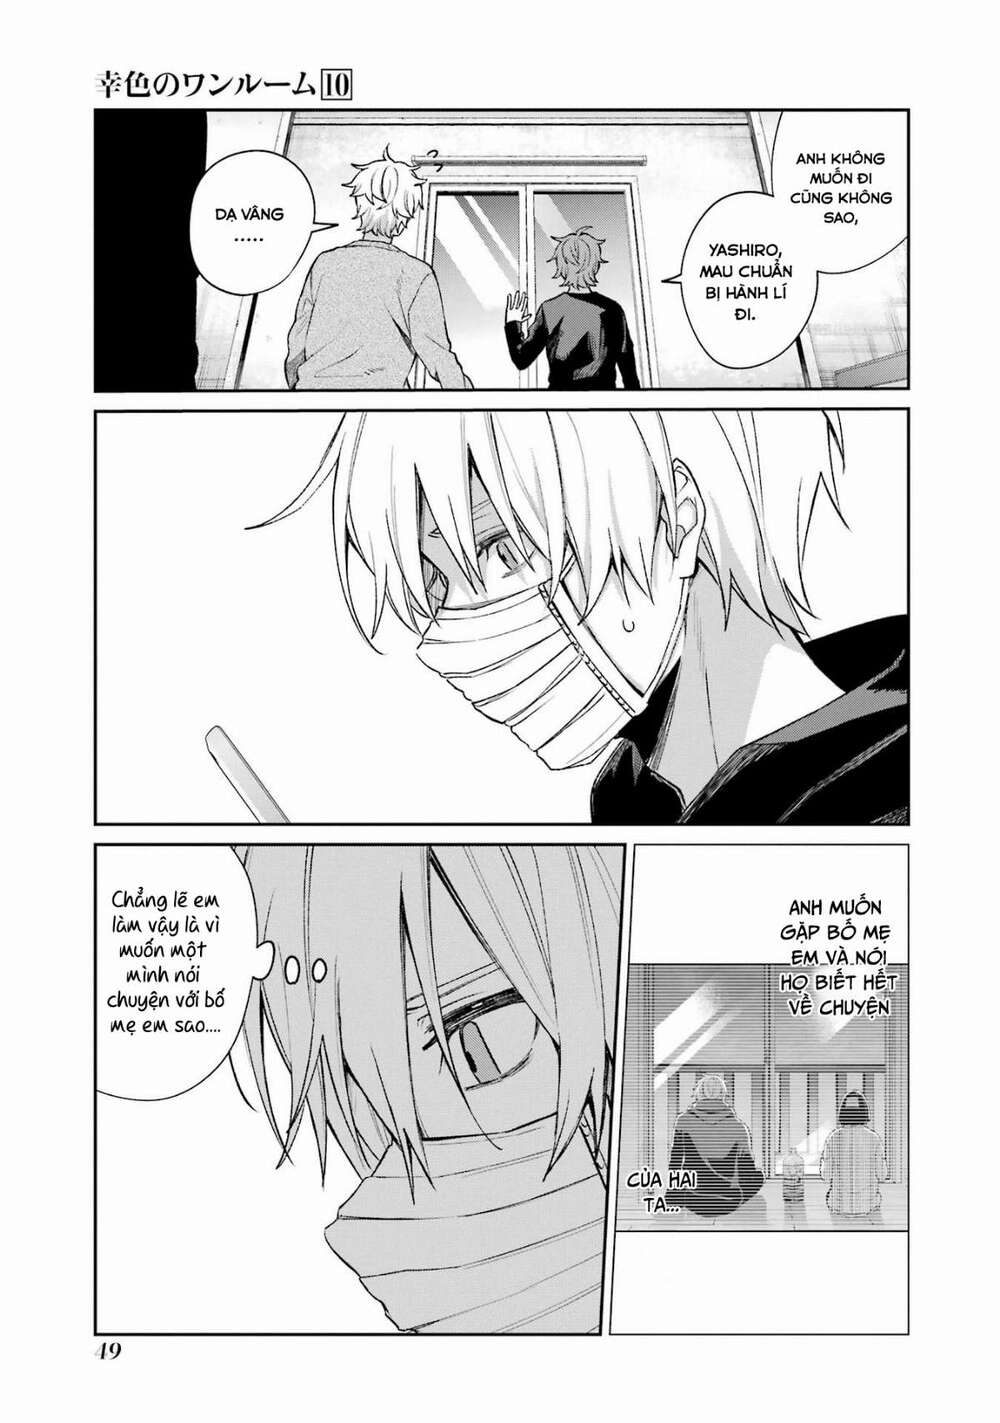 幸色のワンルーム10
ANH KHÔNG
MUỐN ĐI
CŨNG KHÔNG
SAO,
YASHIRO,
MAU CHUẨN
BỊ HÀNH LÍ
ĐI.
DẠ VÂNG
.....
ANH MUỐN
GẶP BỐ MẸ
EM VÀ NÓI
HỌ BIẾT HẾT
VỀ CHUYỆN
CỦA HAI
TA...
Chẳng lẽ em
làm vậy là vì
muốn một
mình nói
chuyện với bố
mẹ em sao....
49